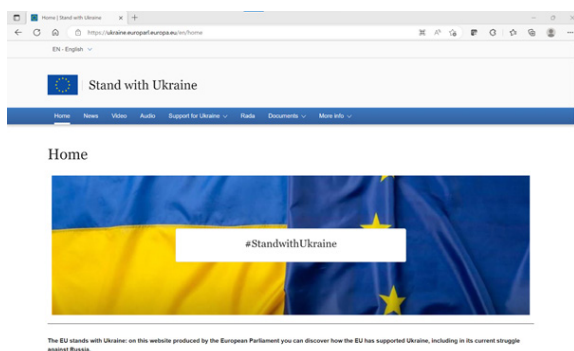 Home | Stand with Ukraine
https://ukraine.europarl.europa.eu/en/home
EN - English
Stand with Ukraine
Home News Video Audio Support for Ukraine Rada Documents More info
Home
#StandwithUkraine
The EU stands with Ukraine: on this website produced by the European Parliament you can discover how the EU has supported Ukraine, including in its current struggle
against Russia.